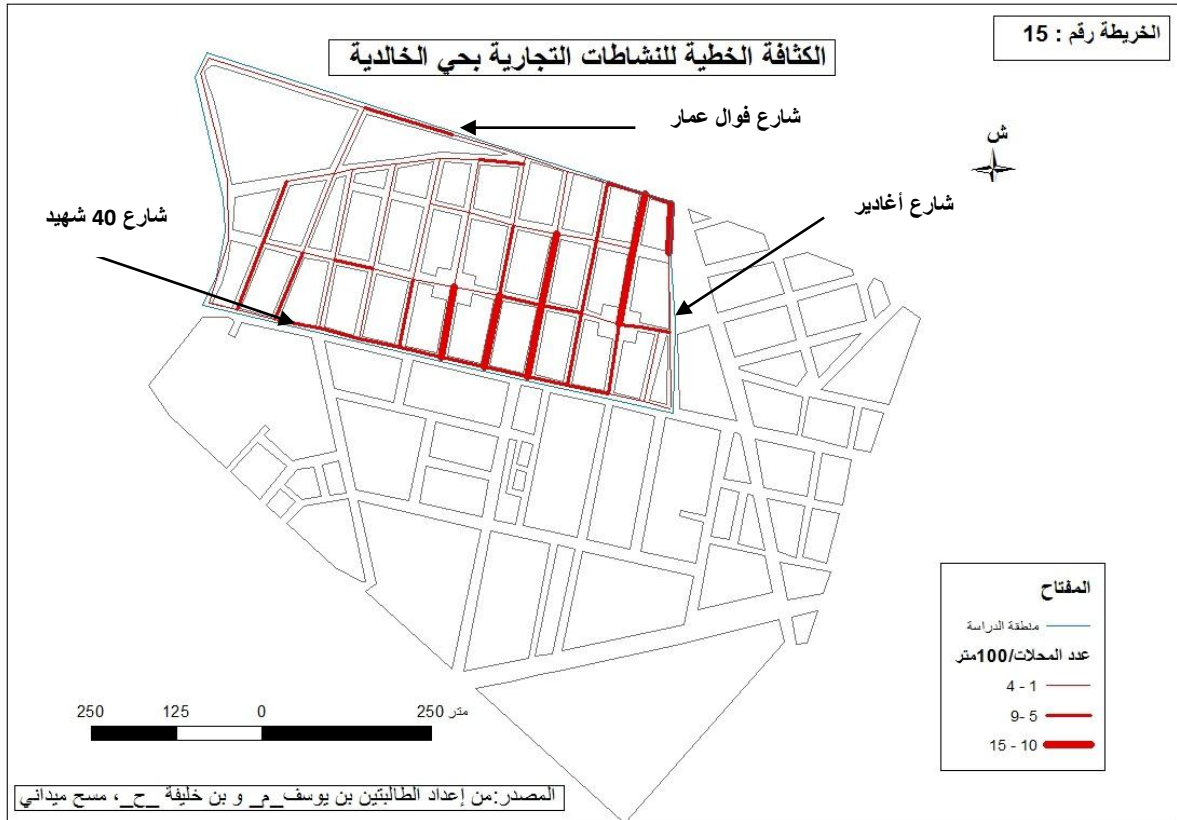 الخريطة رقم : 15
الكثافة الخطية للنشاطات التجارية بحي الخالدية
شارع فوال عمار
ش
شارع أغادير
شارع 40 شهيد
المفتاح
منطقة الدراسة
عدد المحلات/100متر
4 - 1
9- 5
15 - 10
250 125 0 250 متر
المصدر:من إعداد الطالبتين بن يوسف_م_ و بن خليفة _ح_، مسح ميداني